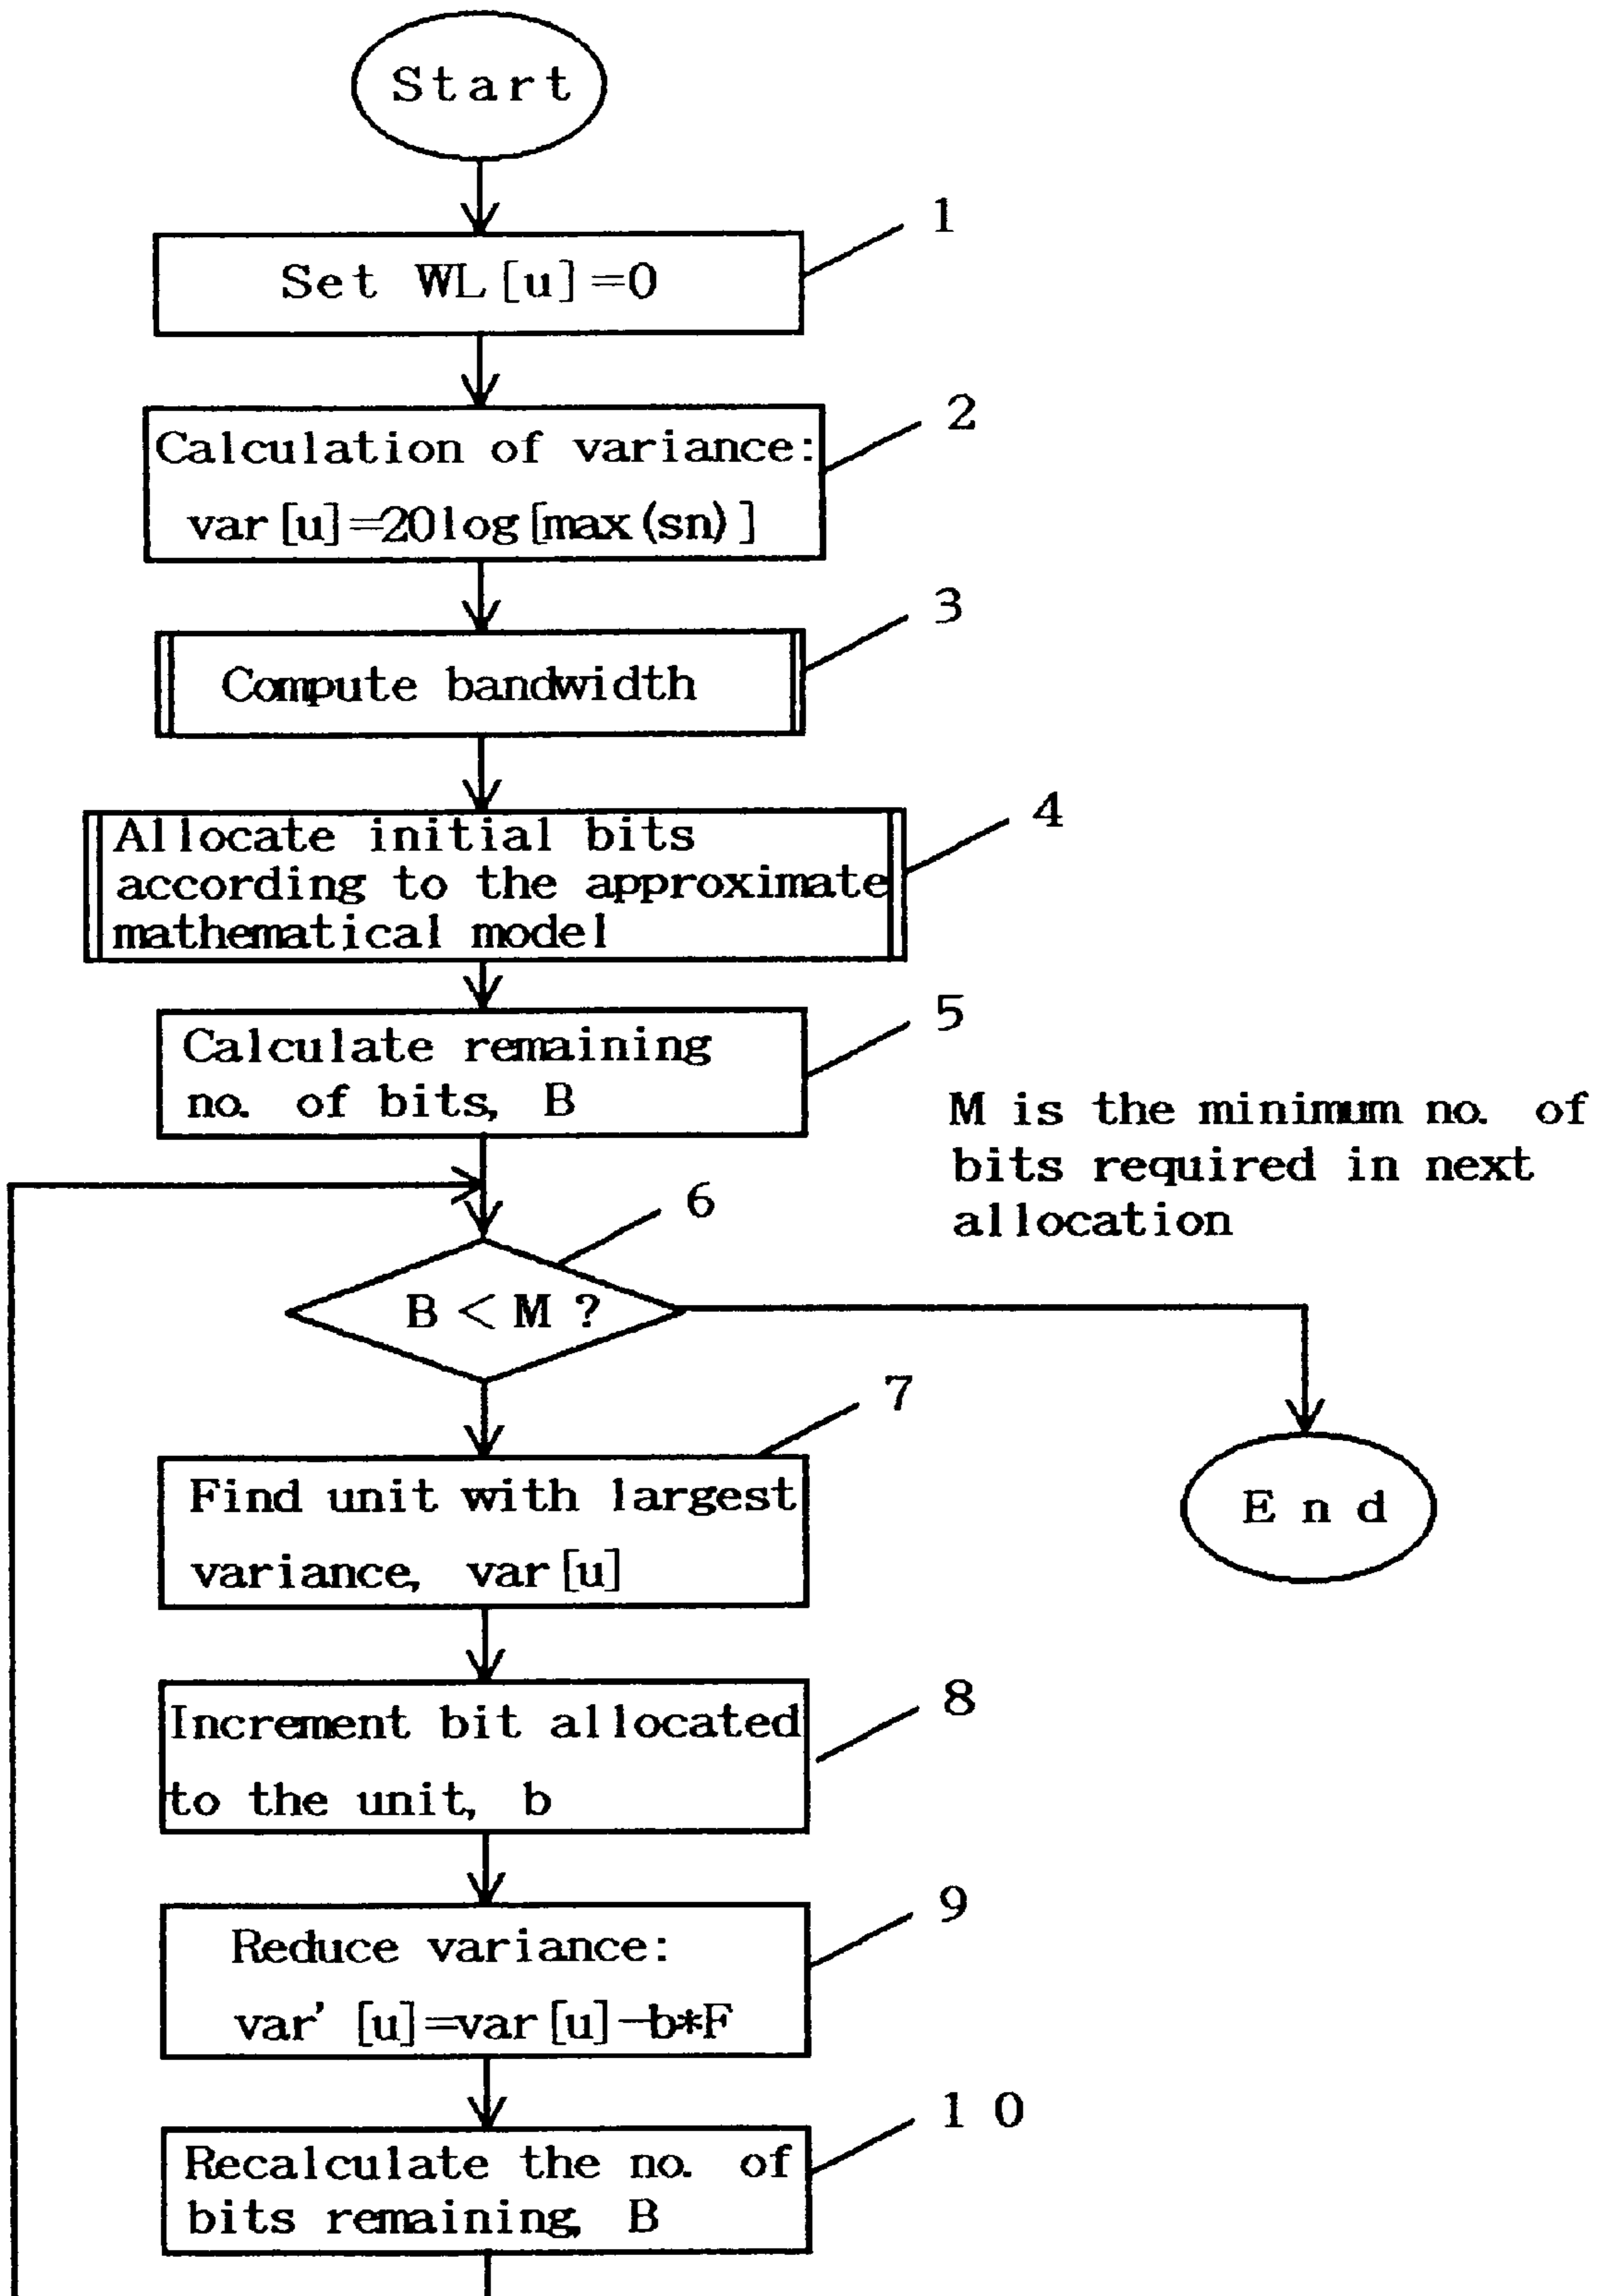 Start
1
Set WL[u]=0
2
Calculation of variance:
var[u]=20log[max(sn)]
3
Compute bandwidth
4
Allocate initial bits
according to the approximate
mathematical model
5
Calculate remaining
no. of bits, B
M is the minimum no. of
bits required in next
allocation
6
B < M ?
7
Find unit with largest
variance, var[u]
End
8
Increment bit allocated
to the unit, b
9
Reduce variance:
var' [u]=var[u]-b*F
10
Recalculate the no. of
bits remaining, B